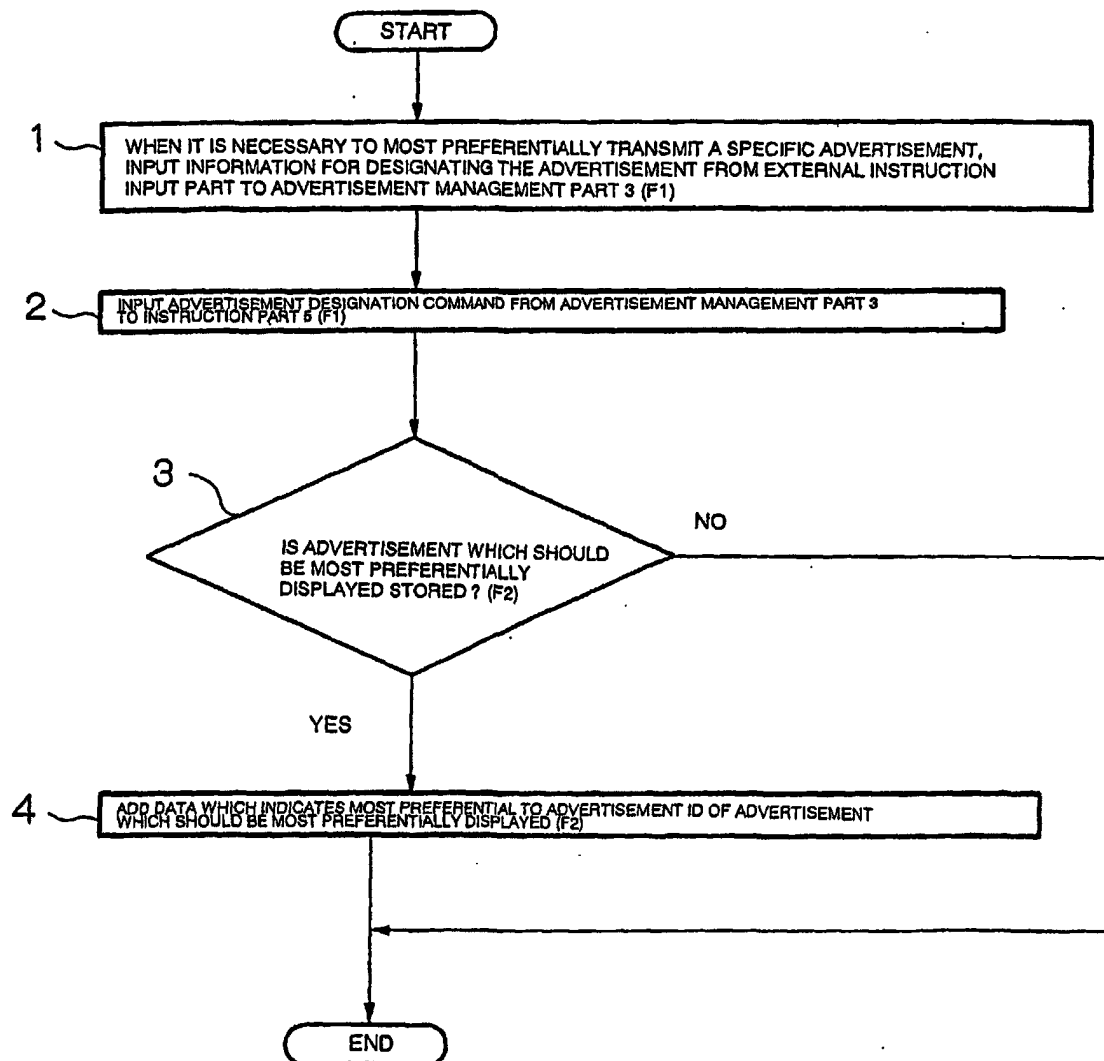 START
1
WHEN IT IS NECESSARY TO MOST PREFERENTIALLY TRANSMIT A SPECIFIC ADVERTISEMENT,
INPUT INFORMATION FOR DESIGNATING THE ADVERTISEMENT FROM EXTERNAL INSTRUCTION
INPUT PART TO ADVERTISEMENT MANAGEMENT PART 3 (F1)
2
INPUT ADVERTISEMENT DESIGNATION COMMAND FROM ADVERTISEMENT MANAGEMENT PART 3
TO INSTRUCTION PART 5 (F1)
3
IS ADVERTISEMENT WHICH SHOULD
BE MOST PREFERENTIALLY
DISPLAYED STORED ? (F2)
NO
YES
4
ADD DATA WHICH INDICATES MOST PREFERENTIAL TO ADVERTISEMENT ID OF ADVERTISEMENT
WHICH SHOULD BE MOST PREFERENTIALLY DISPLAYED (F2)
END